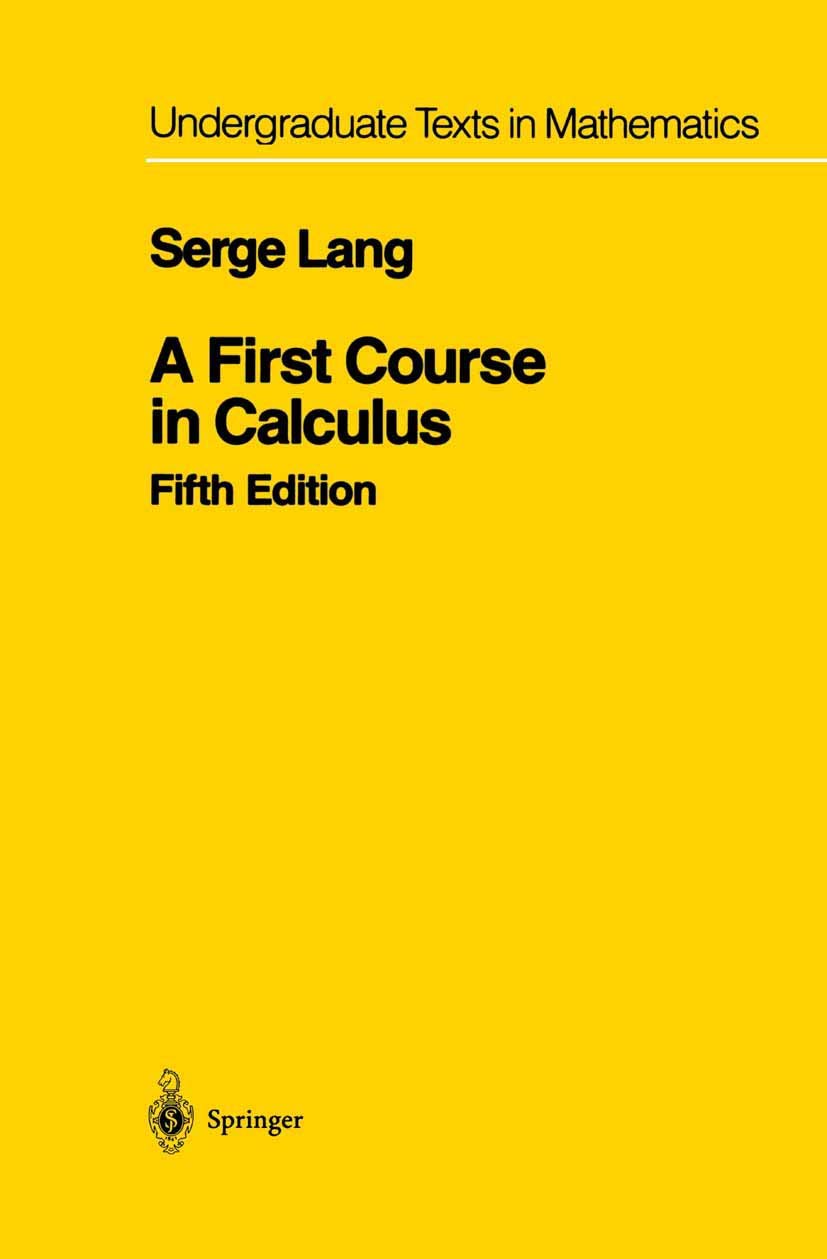 Undergraduate Texts in Mathematics
Serge Lang
A First Course
in Calculus
Fifth Edition
Springer